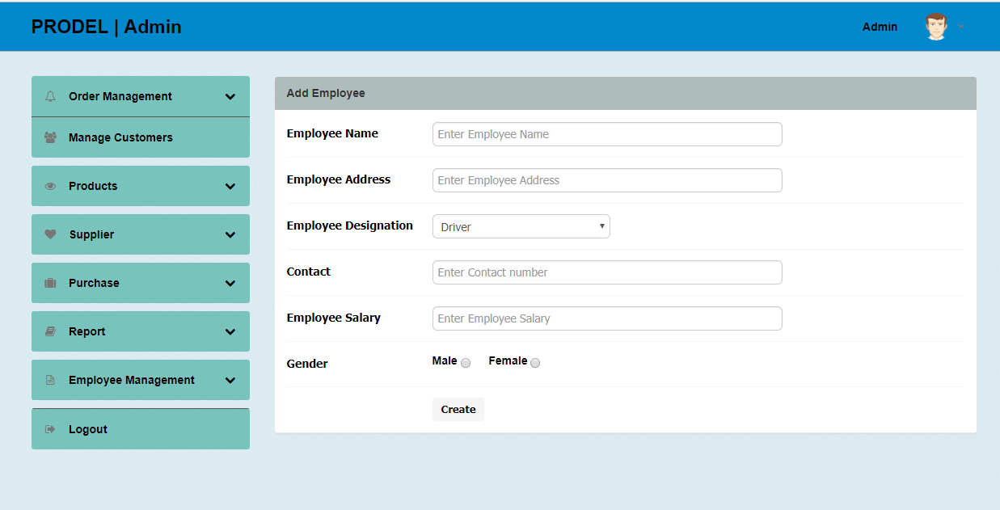 PRODEL | Admin
Admin
Order Management
Manage Customers
Products
Supplier
Purchase
Report
Employee Management
Logout
Add Employee
Employee Name
Enter Employee Name
Employee Address
Enter Employee Address
Employee Designation
Driver
Contact
Enter Contact number
Employee Salary
Enter Employee Salary
Gender
Male Female
Create